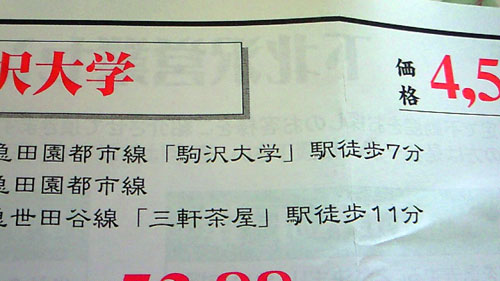 沢大学
価格 4,5
急田園都市線「駒沢大学」駅徒歩7分
急田園都市線
急世田谷線「三軒茶屋」駅徒歩11分